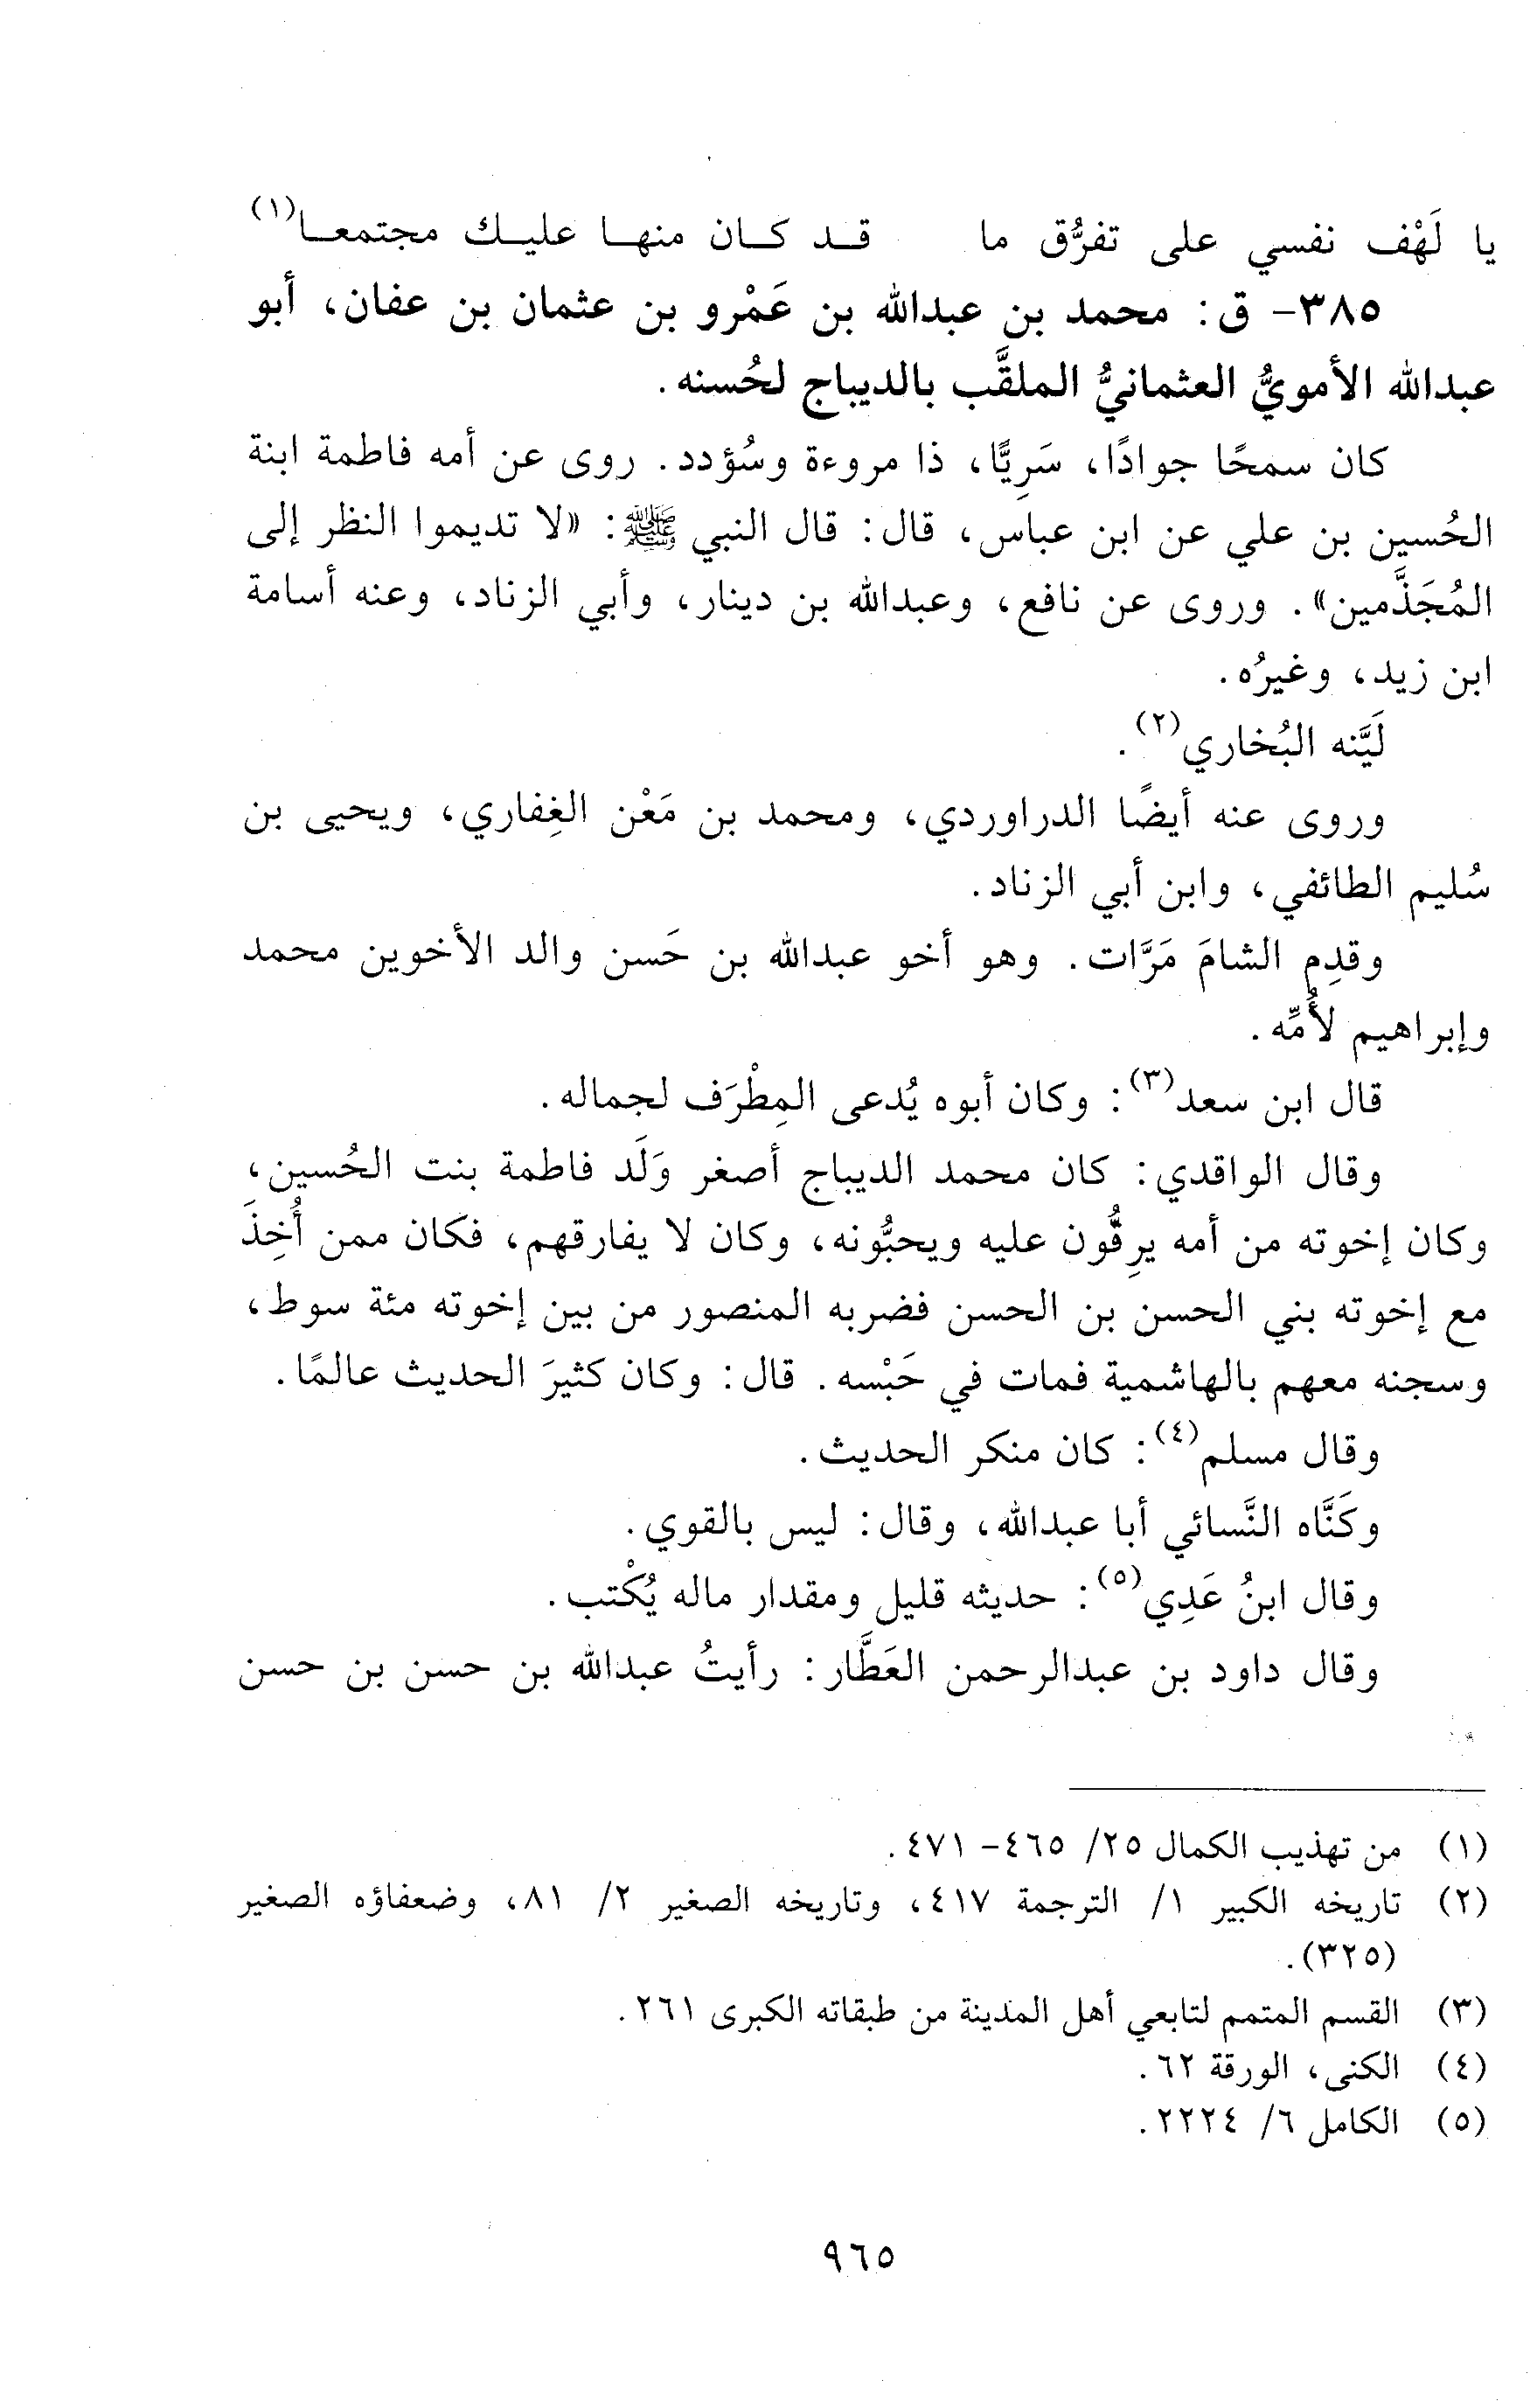 يا لَهْف نفسي على تفرُّق ما قد كان منها عليك مجتمعا(١)
٣٨٥- ق: محمد بن عبدالله بن عَمْرو بن عثمان بن عفان، أبو
عبدالله الأمويُّ العثمانيُّ الملقَّب بالديباج لحُسنه.
كان سمحًا جوادًا، سَرِيًّا، ذا مروءة وسُؤدد. روى عن أمه فاطمة ابنة
الحُسين بن علي عن ابن عباس، قال: قال النبي ﷺ: «لا تديموا النظر إلى
المُجَذَّمين». وروى عن نافع، وعبدالله بن دينار، وأبي الزناد، وعنه أسامة
ابن زيد، وغيرُه.
لَيَّنه البُخاري(٢).
وروى عنه أيضًا الدراوردي، ومحمد بن مَعْن الغِفاري، ويحيى بن
سُليم الطائفي، وابن أبي الزناد.
وقدِم الشامَ مَرَّات. وهو أخو عبدالله بن حَسن والد الأخوين محمد
وإبراهيم لأُمِّه.
قال ابن سعد(٣): وكان أبوه يُدعى المِطْرَف لجماله.
وقال الواقدي: كان محمد الديباج أصغر وَلَد فاطمة بنت الحُسين،
وكان إخوته من أمه يرِقُّون عليه ويحبُّونه، وكان لا يفارقهم، فكان ممن أُخِذَ
مع إخوته بني الحسن بن الحسن فضربه المنصور من بين إخوته مئة سوط،
وسجنه معهم بالهاشمية فمات في حَبْسه. قال: وكان كثيرَ الحديث عالمًا.
وقال مسلم(٤): كان منكر الحديث.
وكَنَّاه النَّسائي أبا عبدالله، وقال: ليس بالقوي.
وقال ابنُ عَدِي(٥): حديثه قليل ومقدار ماله يُكْتب.
وقال داود بن عبدالرحمن العَطَّار: رأيتُ عبدالله بن حسن بن حسن
(١) من تهذيب الكمال ٢٥/ ٤٦٥- ٤٧١.
(٢) تاريخه الكبير ١/ الترجمة ٤١٧، وتاريخه الصغير ٢/ ٨١، وضعفاؤه الصغير
(٣٢٥).
(٣) القسم المتمم لتابعي أهل المدينة من طبقاته الكبرى ٢٦١.
(٤) الكنى، الورقة ٦٢.
(٥) الكامل ٦/ ٢٢٢٤.
٩٦٥